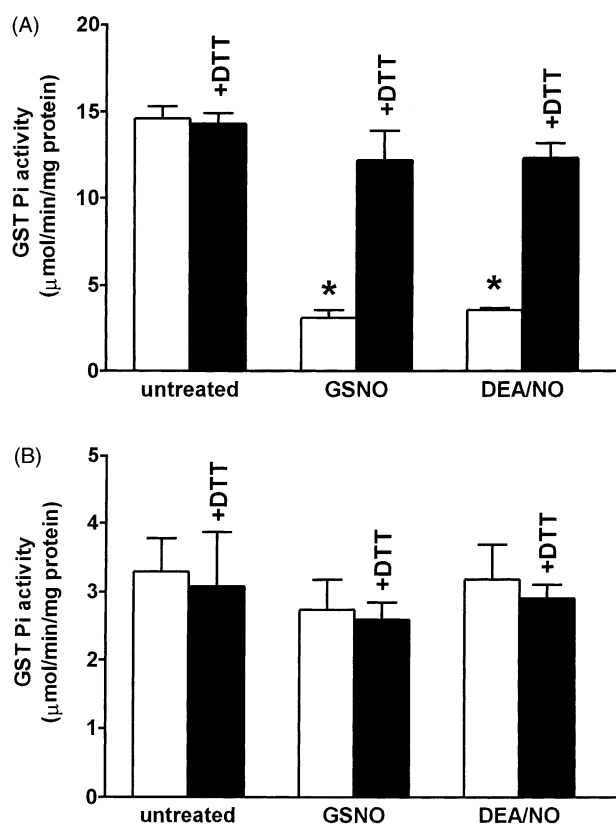 (A)
GST Pi activity
(μmol/min/mg protein)
20
15
10
5
0
+DTT
+DTT
+DTT
*
*
untreated
GSNO
DEA/NO
(B)
GST Pi activity
(μmol/min/mg protein)
5
4
3
2
1
0
+DTT
+DTT
+DTT
untreated
GSNO
DEA/NO